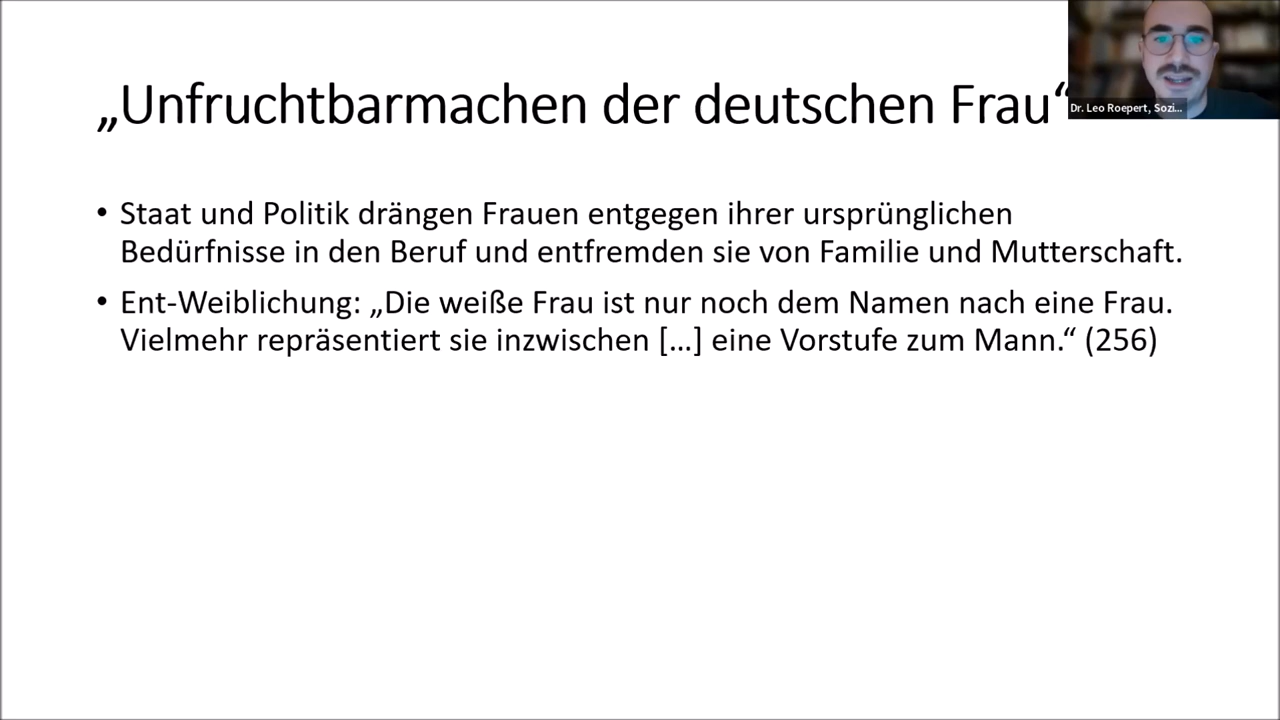 „Unfruchtbarmachen der deutschen Frau“
Dr. Leo Roepert, Sozi...
• Staat und Politik drängen Frauen entgegen ihrer ursprünglichen
Bedürfnisse in den Beruf und entfremden sie von Familie und Mutterschaft.
• Ent-Weiblichung: „Die weiße Frau ist nur noch dem Namen nach eine Frau.
Vielmehr repräsentiert sie inzwischen […] eine Vorstufe zum Mann.“ (256)